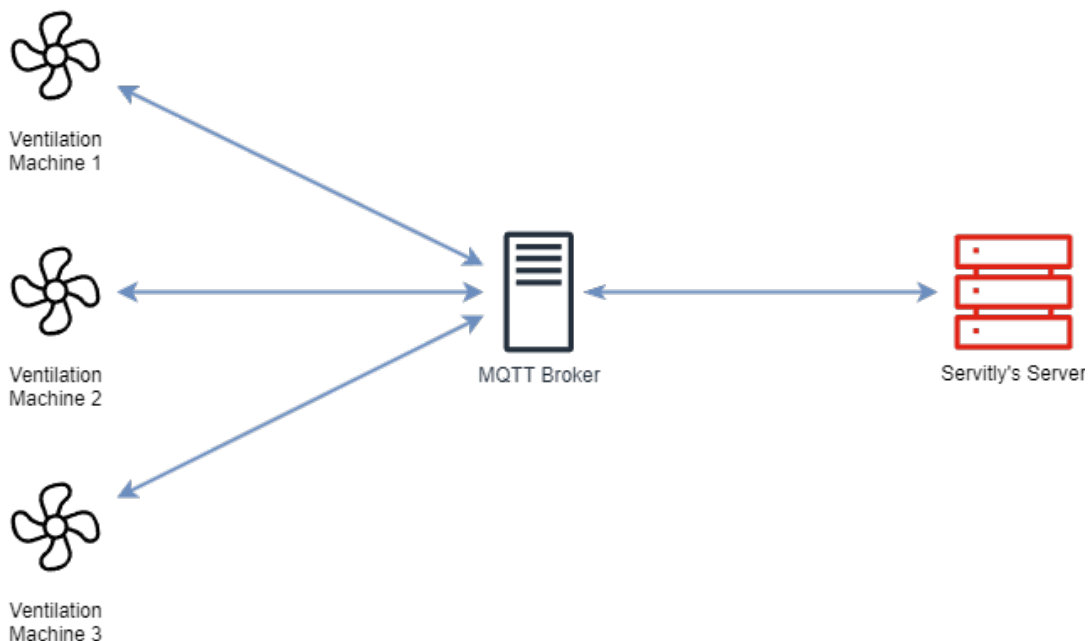 Ventilation
Machine 1
Ventilation
Machine 2
MQTT Broker
Servitly's Server
Ventilation
Machine 3